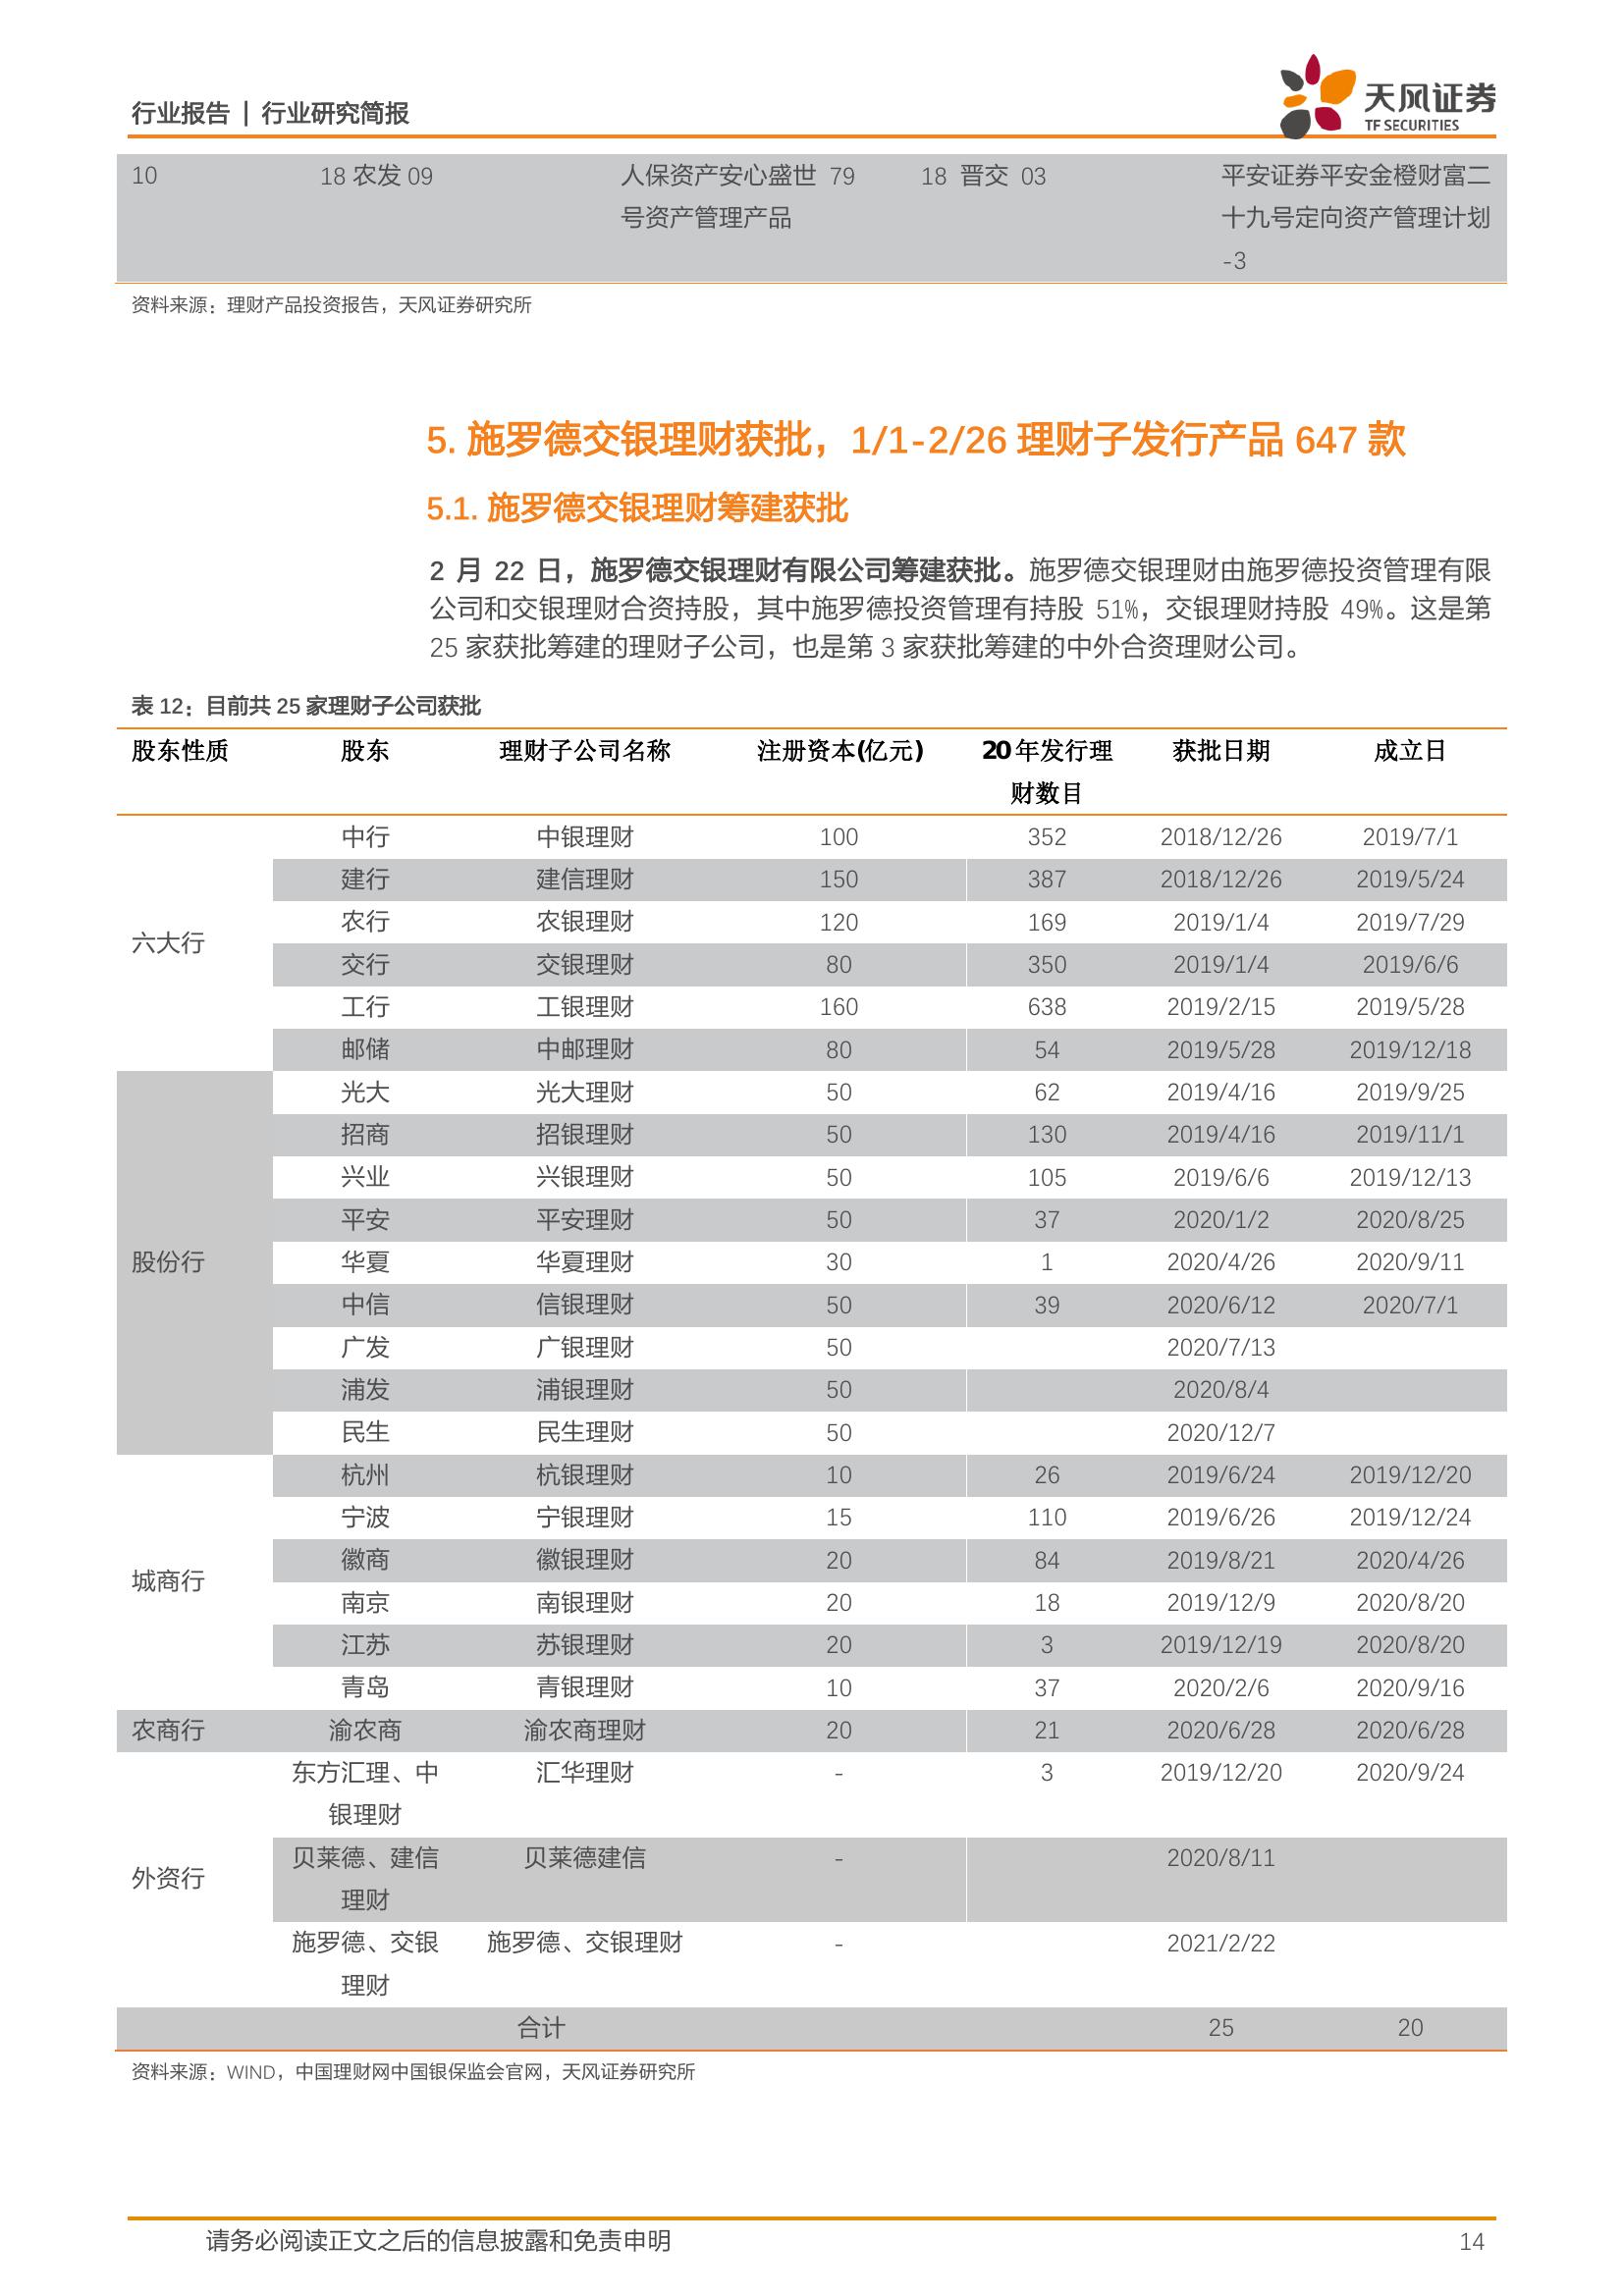 行业报告 | 行业研究简报
天风证券
TF SECURITIES
10 18 农发 09 人保资产安心盛世 79 18 晋交 03 平安证券平安金橙财富二
号资产管理产品 十九号定向资产管理计划
-3
资料来源：理财产品投资报告，天风证券研究所
5. 施罗德交银理财获批，1/1-2/26 理财子发行产品 647 款
5.1. 施罗德交银理财筹建获批
2 月 22 日，施罗德交银理财有限公司筹建获批。施罗德交银理财由施罗德投资管理有限
公司和交银理财合资持股，其中施罗德投资管理有持股 51%，交银理财持股 49%。这是第
25 家获批筹建的理财子公司，也是第 3 家获批筹建的中外合资理财公司。
表 12：目前共 25 家理财子公司获批
股东性质 股东 理财子公司名称 注册资本(亿元) 20 年发行理 获批日期 成立日
财数目
中行 中银理财 100 352 2018/12/26 2019/7/1
建行 建信理财 150 387 2018/12/26 2019/5/24
农行 农银理财 120 169 2019/1/4 2019/7/29
六大行
交行 交银理财 80 350 2019/1/4 2019/6/6
工行 工银理财 160 638 2019/2/15 2019/5/28
邮储 中邮理财 80 54 2019/5/28 2019/12/18
光大 光大理财 50 62 2019/4/16 2019/9/25
招商 招银理财 50 130 2019/4/16 2019/11/1
兴业 兴银理财 50 105 2019/6/6 2019/12/13
平安 平安理财 50 37 2020/1/2 2020/8/25
股份行 华夏 华夏理财 30 1 2020/4/26 2020/9/11
中信 信银理财 50 39 2020/6/12 2020/7/1
广发 广银理财 50 2020/7/13
浦发 浦银理财 50 2020/8/4
民生 民生理财 50 2020/12/7
杭州 杭银理财 10 26 2019/6/24 2019/12/20
宁波 宁银理财 15 110 2019/6/26 2019/12/24
徽商 徽银理财 20 84 2019/8/21 2020/4/26
城商行
南京 南银理财 20 18 2019/12/9 2020/8/20
江苏 苏银理财 20 3 2019/12/19 2020/8/20
青岛 青银理财 10 37 2020/2/6 2020/9/16
农商行 渝农商 渝农商理财 20 21 2020/6/28 2020/6/28
东方汇理、中 汇华理财 - 3 2019/12/20 2020/9/24
银理财
贝莱德、建信 贝莱德建信 - 2020/8/11
外资行
理财
施罗德、交银 施罗德、交银理财 - 2021/2/22
理财
合计 25 20
资料来源：WIND，中国理财网中国银保监会官网，天风证券研究所
请务必阅读正文之后的信息披露和免责申明 14